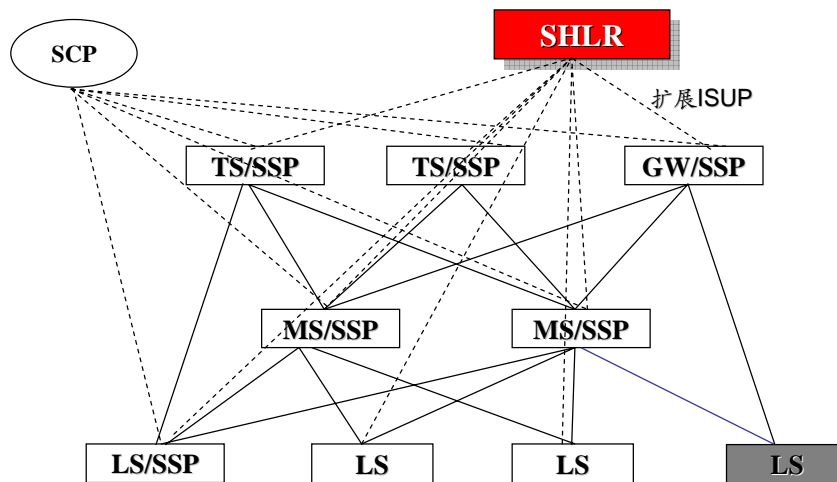 SHLR
SCP
扩展ISUP
TS/SSP
TS/SSP
GW/SSP
MS/SSP
MS/SSP
LS/SSP
LS
LS
LS